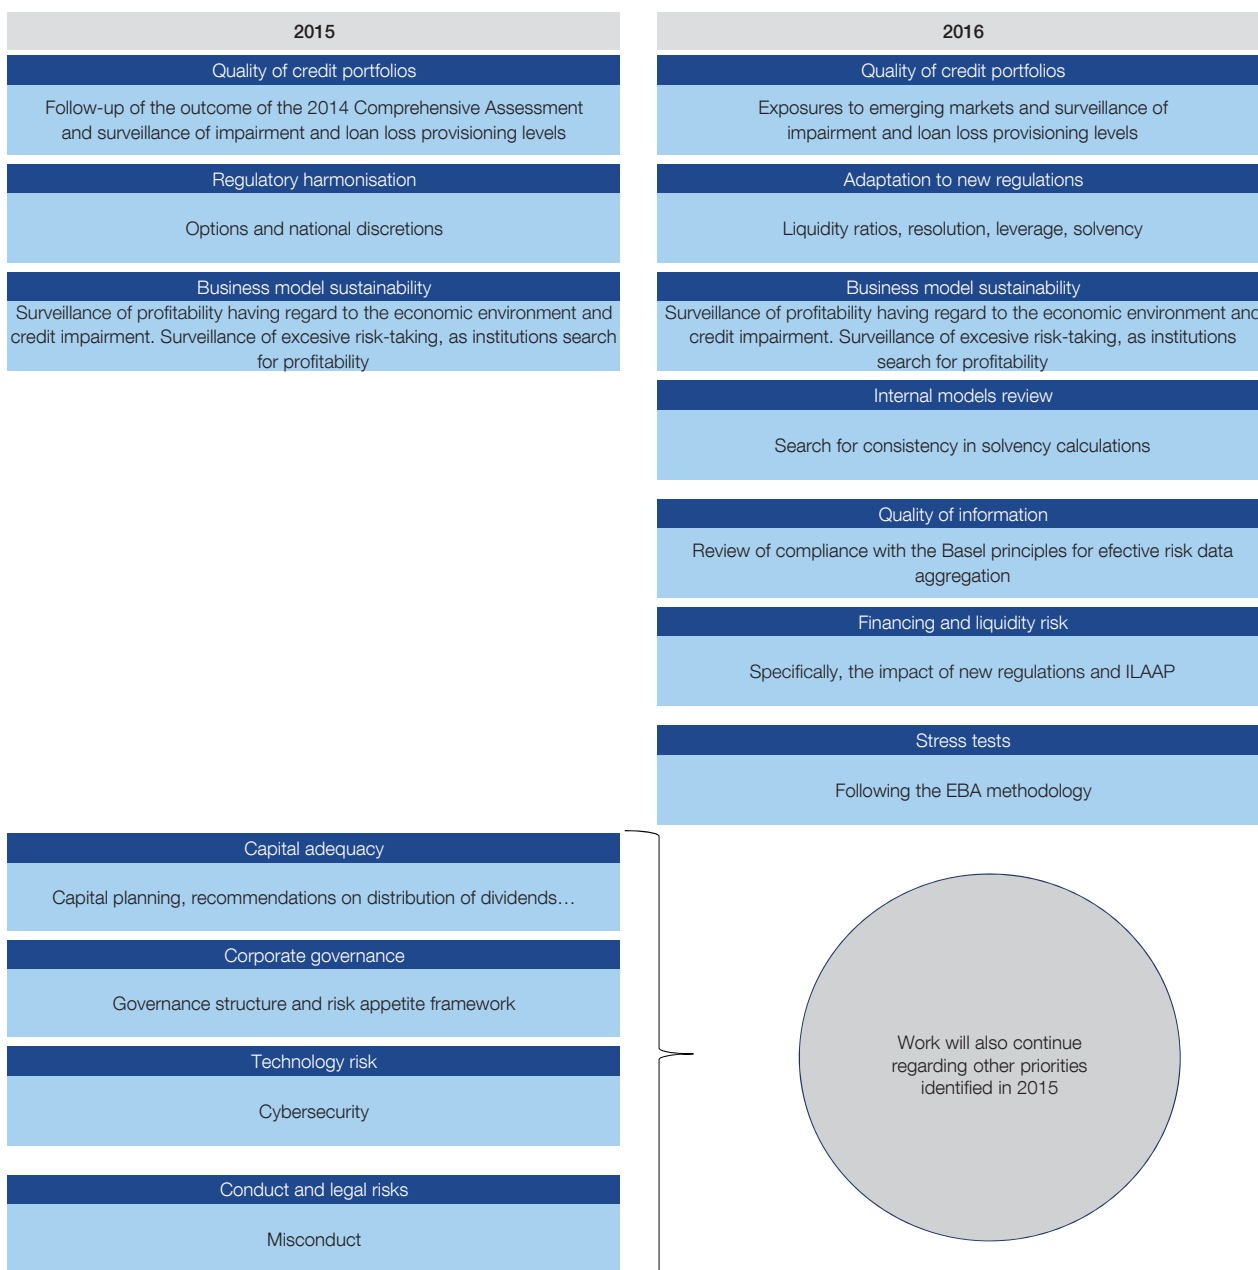 2015
Quality of credit portfolios
Follow-up of the outcome of the 2014 Comprehensive Assessment
and surveillance of impairment and loan loss provisioning levels
Regulatory harmonisation
Options and national discretions
Business model sustainability
Surveillance of profitability having regard to the economic environment and
credit impairment. Surveillance of excesive risk-taking, as institutions search
for profitability
2016
Quality of credit portfolios
Exposures to emerging markets and surveillance of
impairment and loan loss provisioning levels
Adaptation to new regulations
Liquidity ratios, resolution, leverage, solvency
Business model sustainability
Surveillance of profitability having regard to the economic environment and
credit impairment. Surveillance of excesive risk-taking, as institutions
search for profitability
Internal models review
Search for consistency in solvency calculations
Quality of information
Review of compliance with the Basel principles for efective risk data
aggregation
Financing and liquidity risk
Specifically, the impact of new regulations and ILAAP
Stress tests
Following the EBA methodology
Capital adequacy
Capital planning, recommendations on distribution of dividends…
Corporate governance
Governance structure and risk appetite framework
Technology risk
Cybersecurity
Conduct and legal risks
Misconduct
Work will also continue
regarding other priorities
identified in 2015